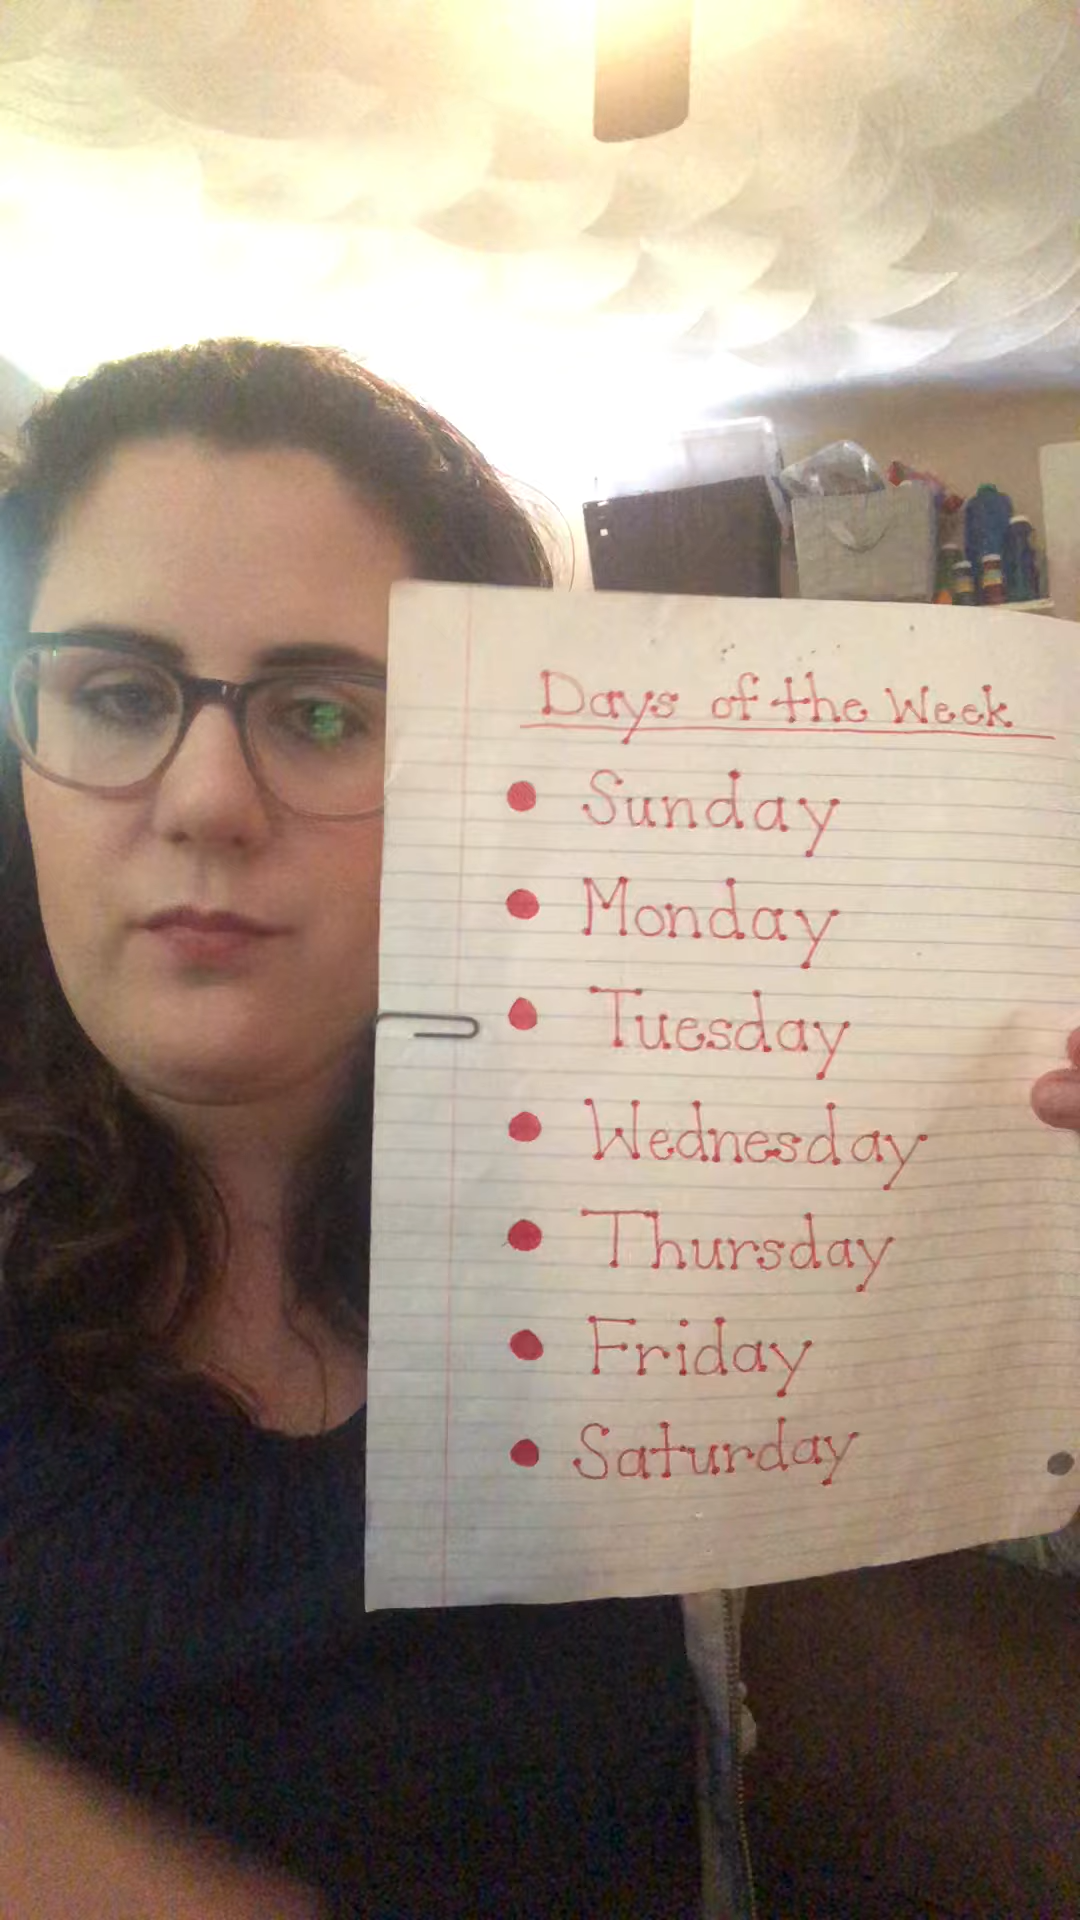 Days of the Week
• Sunday
• Monday
• Tuesday
• Wednesday
• Thursday
• Friday
• Saturday